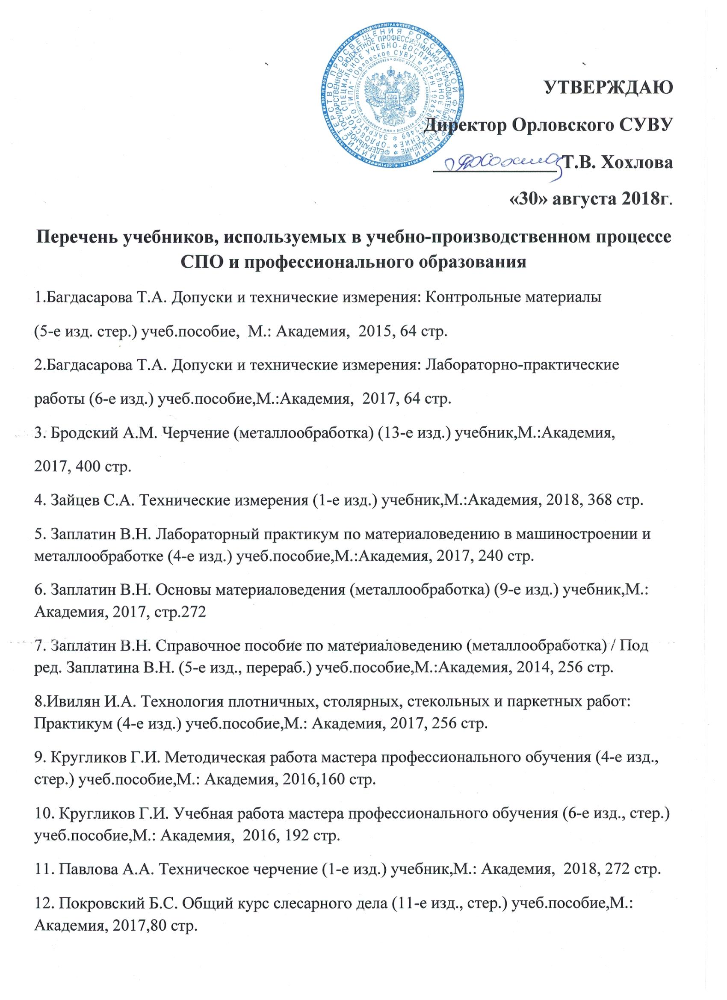 МИНИСТЕРСТВО ПРОСВЕЩЕНИЯ РОССИЙСКОЙ ФЕДЕРАЦИИ
ФЕДЕРАЛЬНОЕ ГОСУДАРСТВЕННОЕ БЮДЖЕТНОЕ ПРОФЕССИОНАЛЬНОЕ ОБРАЗОВАТЕЛЬНОЕ УЧРЕЖДЕНИЕ
"ОРЛОВСКОЕ СПЕЦИАЛЬНОЕ УЧЕБНО-ВОСПИТАТЕЛЬНОЕ УЧРЕЖДЕНИЕ
ЗАКРЫТОГО ТИПА" (Орловское СУВУ)
УТВЕРЖДАЮ
Директор Орловского СУВУ
Т.В. Хохлова
«30» августа 2018г.
Перечень учебников, используемых в учебно-производственном процессе
СПО и профессионального образования
1.Багдасарова Т.А. Допуски и технические измерения: Контрольные материалы
(5-е изд. стер.) учеб.пособие, М.: Академия, 2015, 64 стр.
2.Багдасарова Т.А. Допуски и технические измерения: Лабораторно-практические
работы (6-е изд.) учеб.пособие,М.:Академия, 2017, 64 стр.
3. Бродский А.М. Черчение (металлообработка) (13-е изд.) учебник,М.:Академия,
2017, 400 стр.
4. Зайцев С.А. Технические измерения (1-е изд.) учебник,М.:Академия, 2018, 368 стр.
5. Заплатин В.Н. Лабораторный практикум по материаловедению в машиностроении и
металлообработке (4-е изд.) учеб.пособие,М.:Академия, 2017, 240 стр.
6. Заплатин В.Н. Основы материаловедения (металлообработка) (9-е изд.) учебник,М.:
Академия, 2017, стр.272
7. Заплатин В.Н. Справочное пособие по материаловедению (металлообработка) / Под
ред. Заплатина В.Н. (5-е изд., перераб.) учеб.пособие,М.:Академия, 2014, 256 стр.
8.Ивилян И.А. Технология плотничных, столярных, стекольных и паркетных работ:
Практикум (4-е изд.) учеб.пособие,М.: Академия, 2017, 256 стр.
9. Кругликов Г.И. Методическая работа мастера профессионального обучения (4-е изд.,
стер.) учеб.пособие,М.: Академия, 2016,160 стр.
10. Кругликов Г.И. Учебная работа мастера профессионального обучения (6-е изд., стер.)
учеб.пособие,М.: Академия, 2016, 192 стр.
11. Павлова А.А. Техническое черчение (1-е изд.) учебник,М.: Академия, 2018, 272 стр.
12. Покровский Б.С. Общий курс слесарного дела (11-е изд., стер.) учеб.пособие,М.:
Академия, 2017,80 стр.